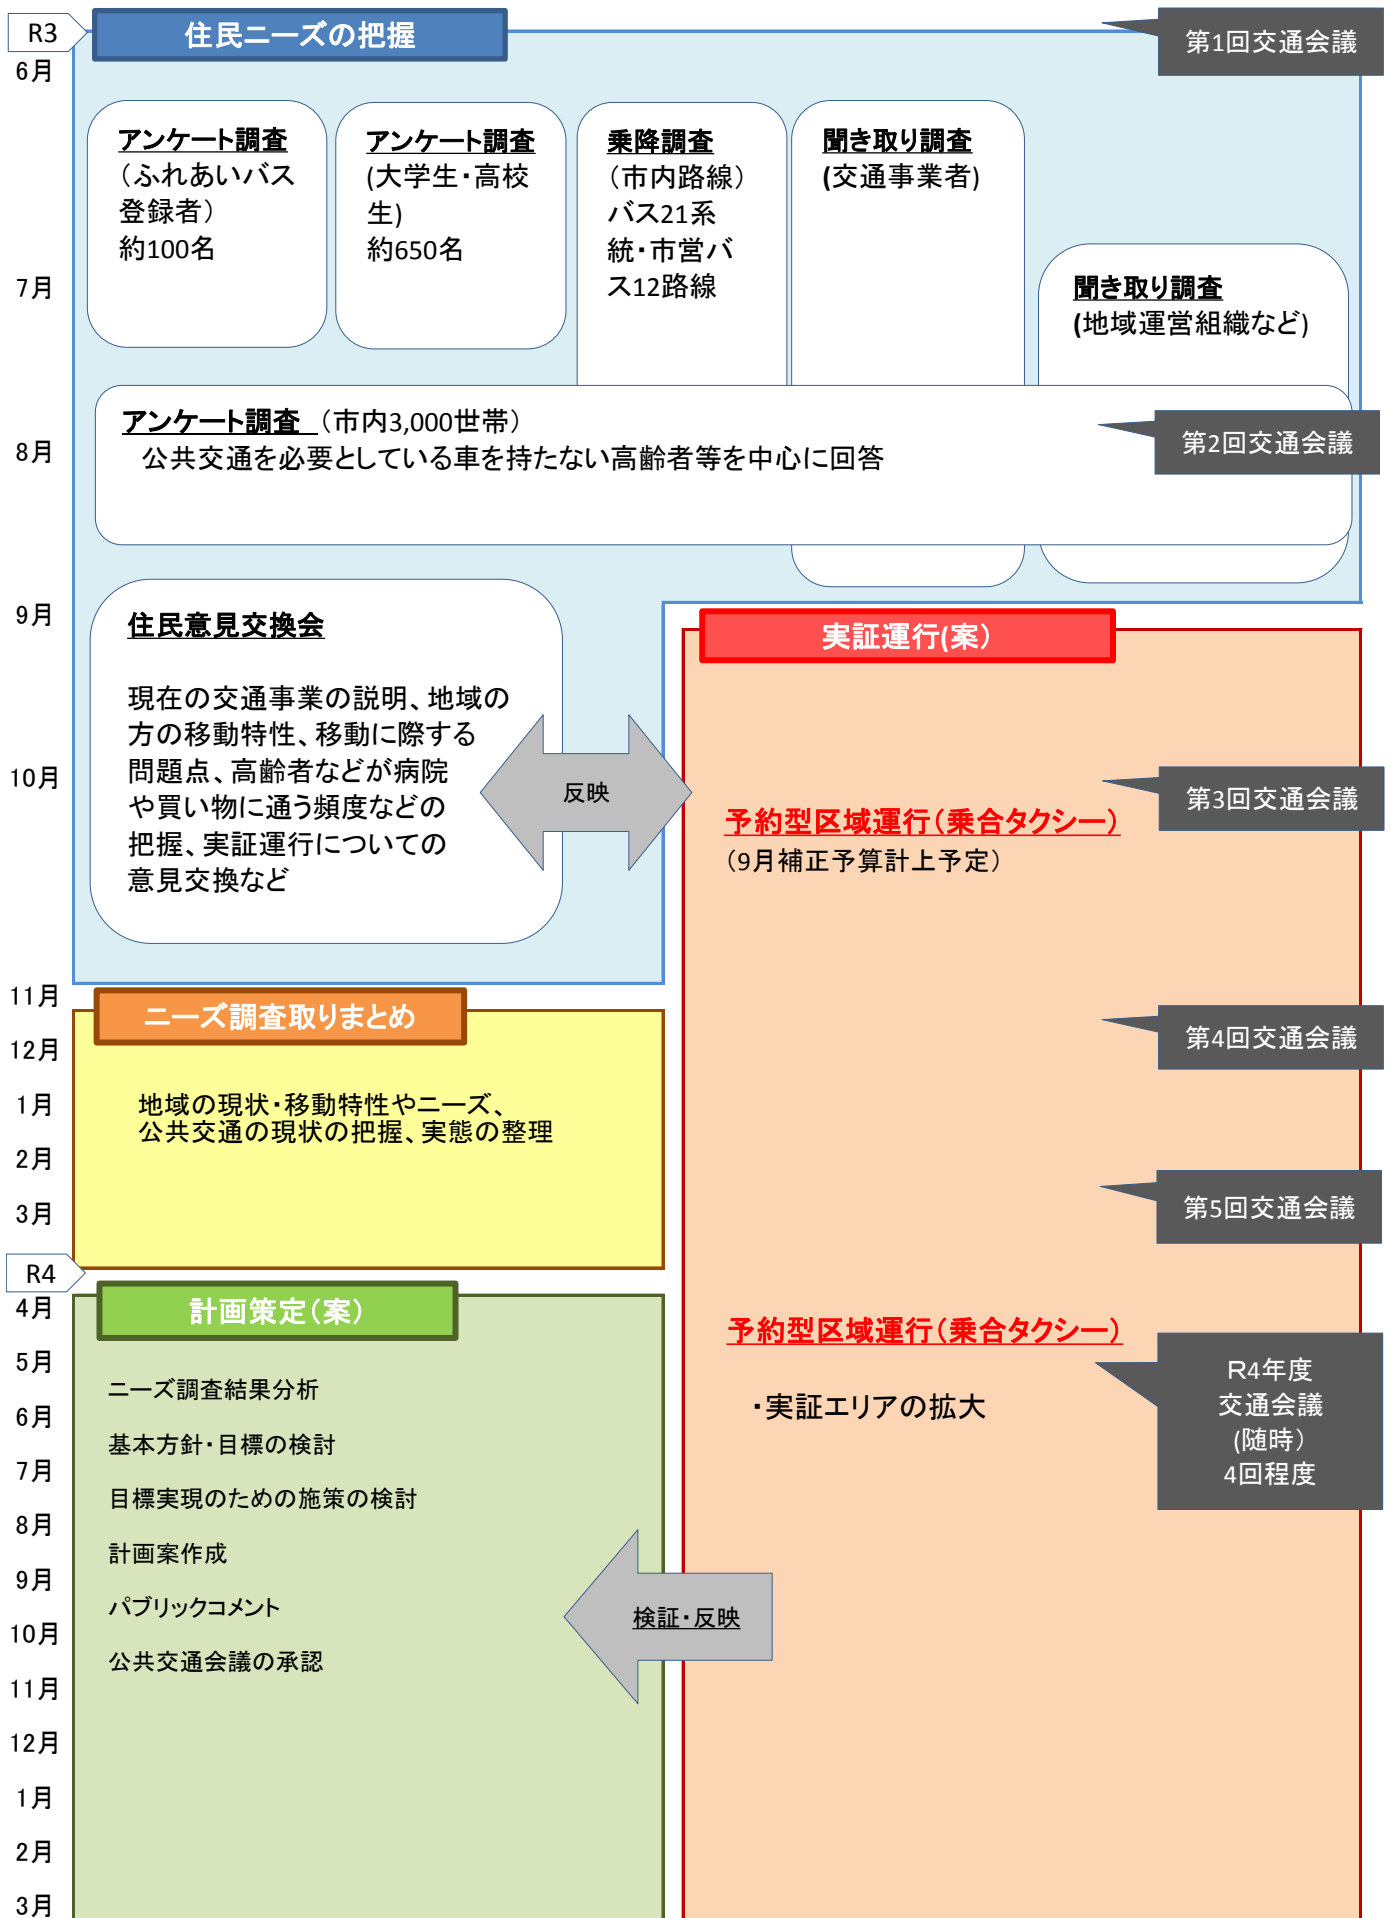 R3
住民ニーズの把握
第1回交通会議
6月
アンケート調査
（ふれあいバス
登録者）
約100名
アンケート調査
(大学生・高校
生)
約650名
乗降調査
（市内路線）
バス21系
統・市営バ
ス12路線
聞き取り調査
(交通事業者)
7月
聞き取り調査
(地域運営組織など)
アンケート調査 （市内3,000世帯）
公共交通を必要としている車を持たない高齢者等を中心に回答
第2回交通会議
8月
9月
住民意見交換会
現在の交通事業の説明、地域の
方の移動特性、移動に際する
問題点、高齢者などが病院
や買い物に通う頻度などの
把握、実証運行についての
意見交換など
反映
実証運行(案）
10月
第3回交通会議
予約型区域運行（乗合タクシー）
（9月補正予算計上予定）
11月
ニーズ調査取りまとめ
第4回交通会議
12月
1月
地域の現状・移動特性やニーズ、
公共交通の現状の把握、実態の整理
2月
3月
第5回交通会議
R4
4月
計画策定（案）
予約型区域運行（乗合タクシー）
・実証エリアの拡大
R4年度
交通会議
(随時）
4回程度
5月
ニーズ調査結果分析
6月
基本方針・目標の検討
7月
目標実現のための施策の検討
8月
計画案作成
9月
パブリックコメント
検証・反映
10月
公共交通会議の承認
11月
12月
1月
2月
3月